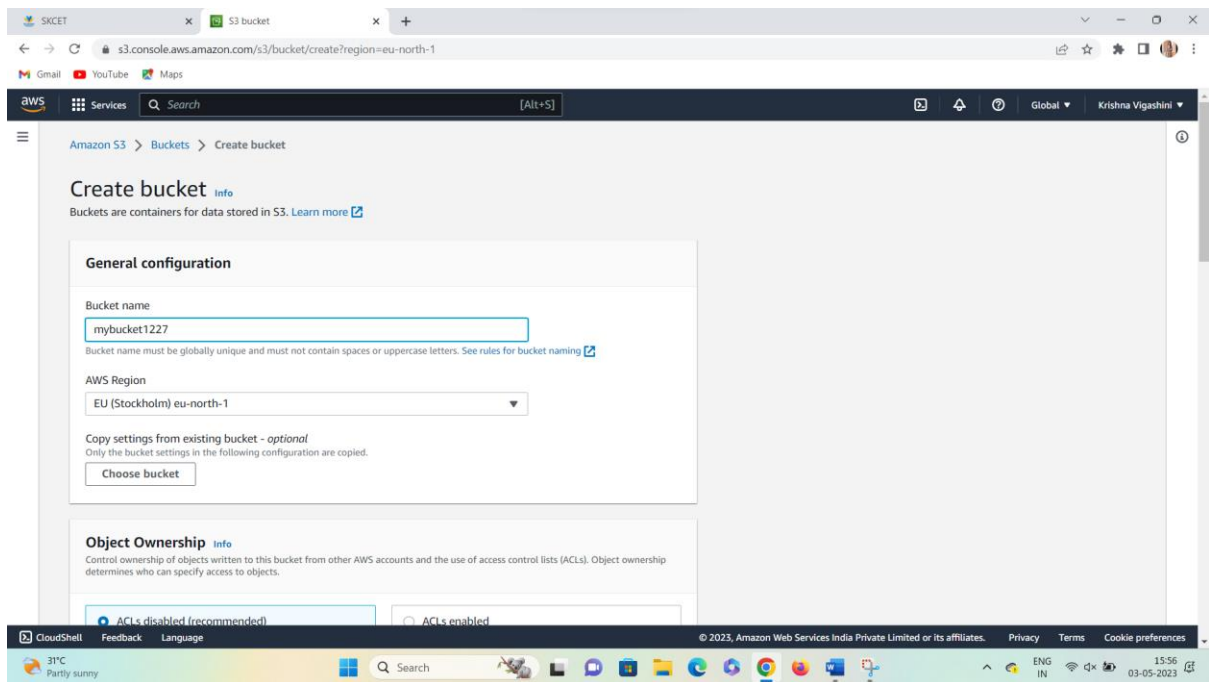 SKCET
S3 bucket
s3.console.aws.amazon.com/s3/bucket/create?region=eu-north-1
Gmail YouTube Maps
aws Services Search [Alt+S] Global Krishna Vigashini
Amazon S3 > Buckets > Create bucket
Create bucket Info
Buckets are containers for data stored in S3. Learn more
General configuration
Bucket name
mybucket1227
Bucket name must be globally unique and must not contain spaces or uppercase letters. See rules for bucket naming
AWS Region
EU (Stockholm) eu-north-1
Copy settings from existing bucket - optional
Only the bucket settings in the following configuration are copied.
Choose bucket
Object Ownership Info
Control ownership of objects written to this bucket from other AWS accounts and the use of access control lists (ACLs). Object ownership
determines who can specify access to objects.
ACLs disabled (recommended) ACLs enabled
CloudShell Feedback Language © 2023, Amazon Web Services India Private Limited or its affiliates. Privacy Terms Cookie preferences
31°C
Partly sunny
Search
ENG
IN
15:56
03-05-2023